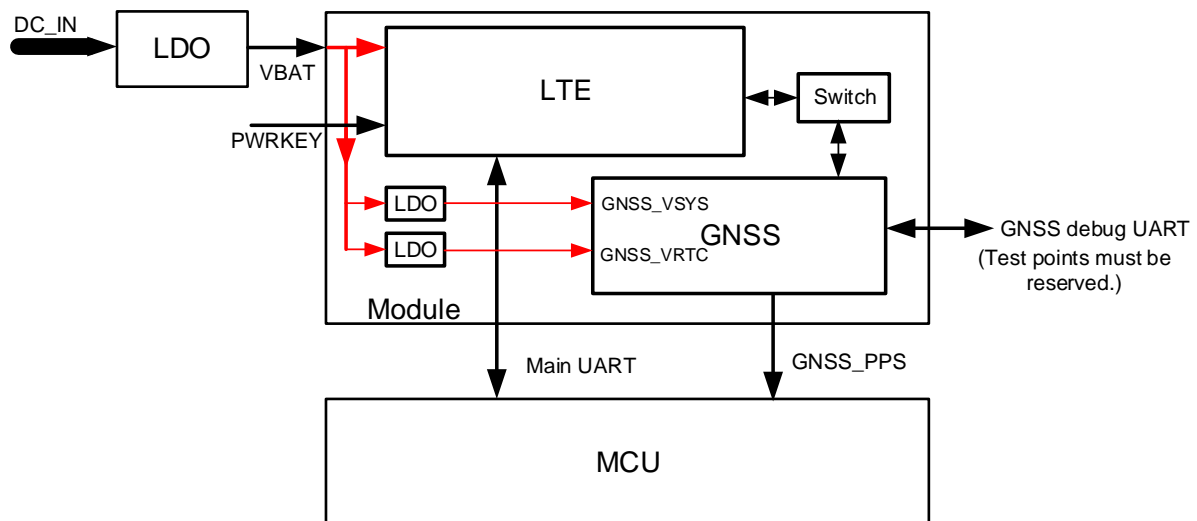 DC_IN
LDO
VBAT
PWRKEY
LTE
Switch
LDO
GNSS_VSYS
LDO
GNSS_VRTC
GNSS
GNSS debug UART
(Test points must be
reserved.)
Module
Main UART
GNSS_PPS
MCU